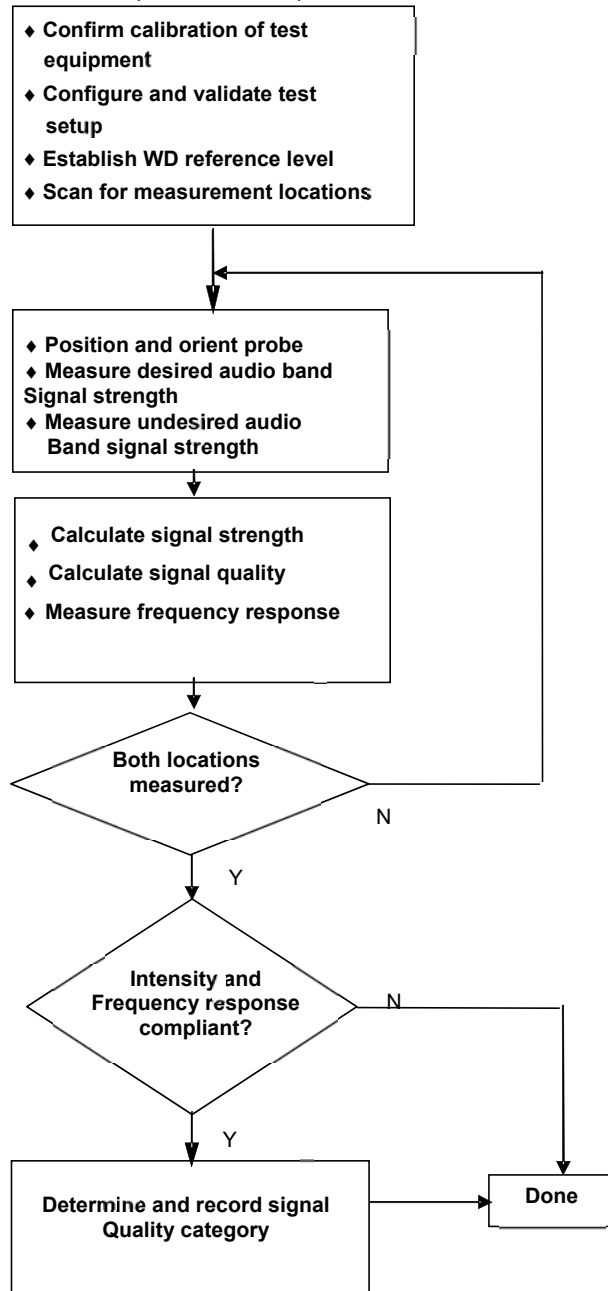 ♦ Confirm calibration of test
equipment
♦ Configure and validate test
setup
♦ Establish WD reference level
♦ Scan for measurement locations
♦ Position and orient probe
♦ Measure desired audio band
Signal strength
♦ Measure undesired audio
Band signal strength
♦ Calculate signal strength
♦ Calculate signal quality
♦ Measure frequency response
Both locations
measured?
N
Y
Intensity and
Frequency response
compliant?
N
Y
Determine and record signal
Quality category
Done